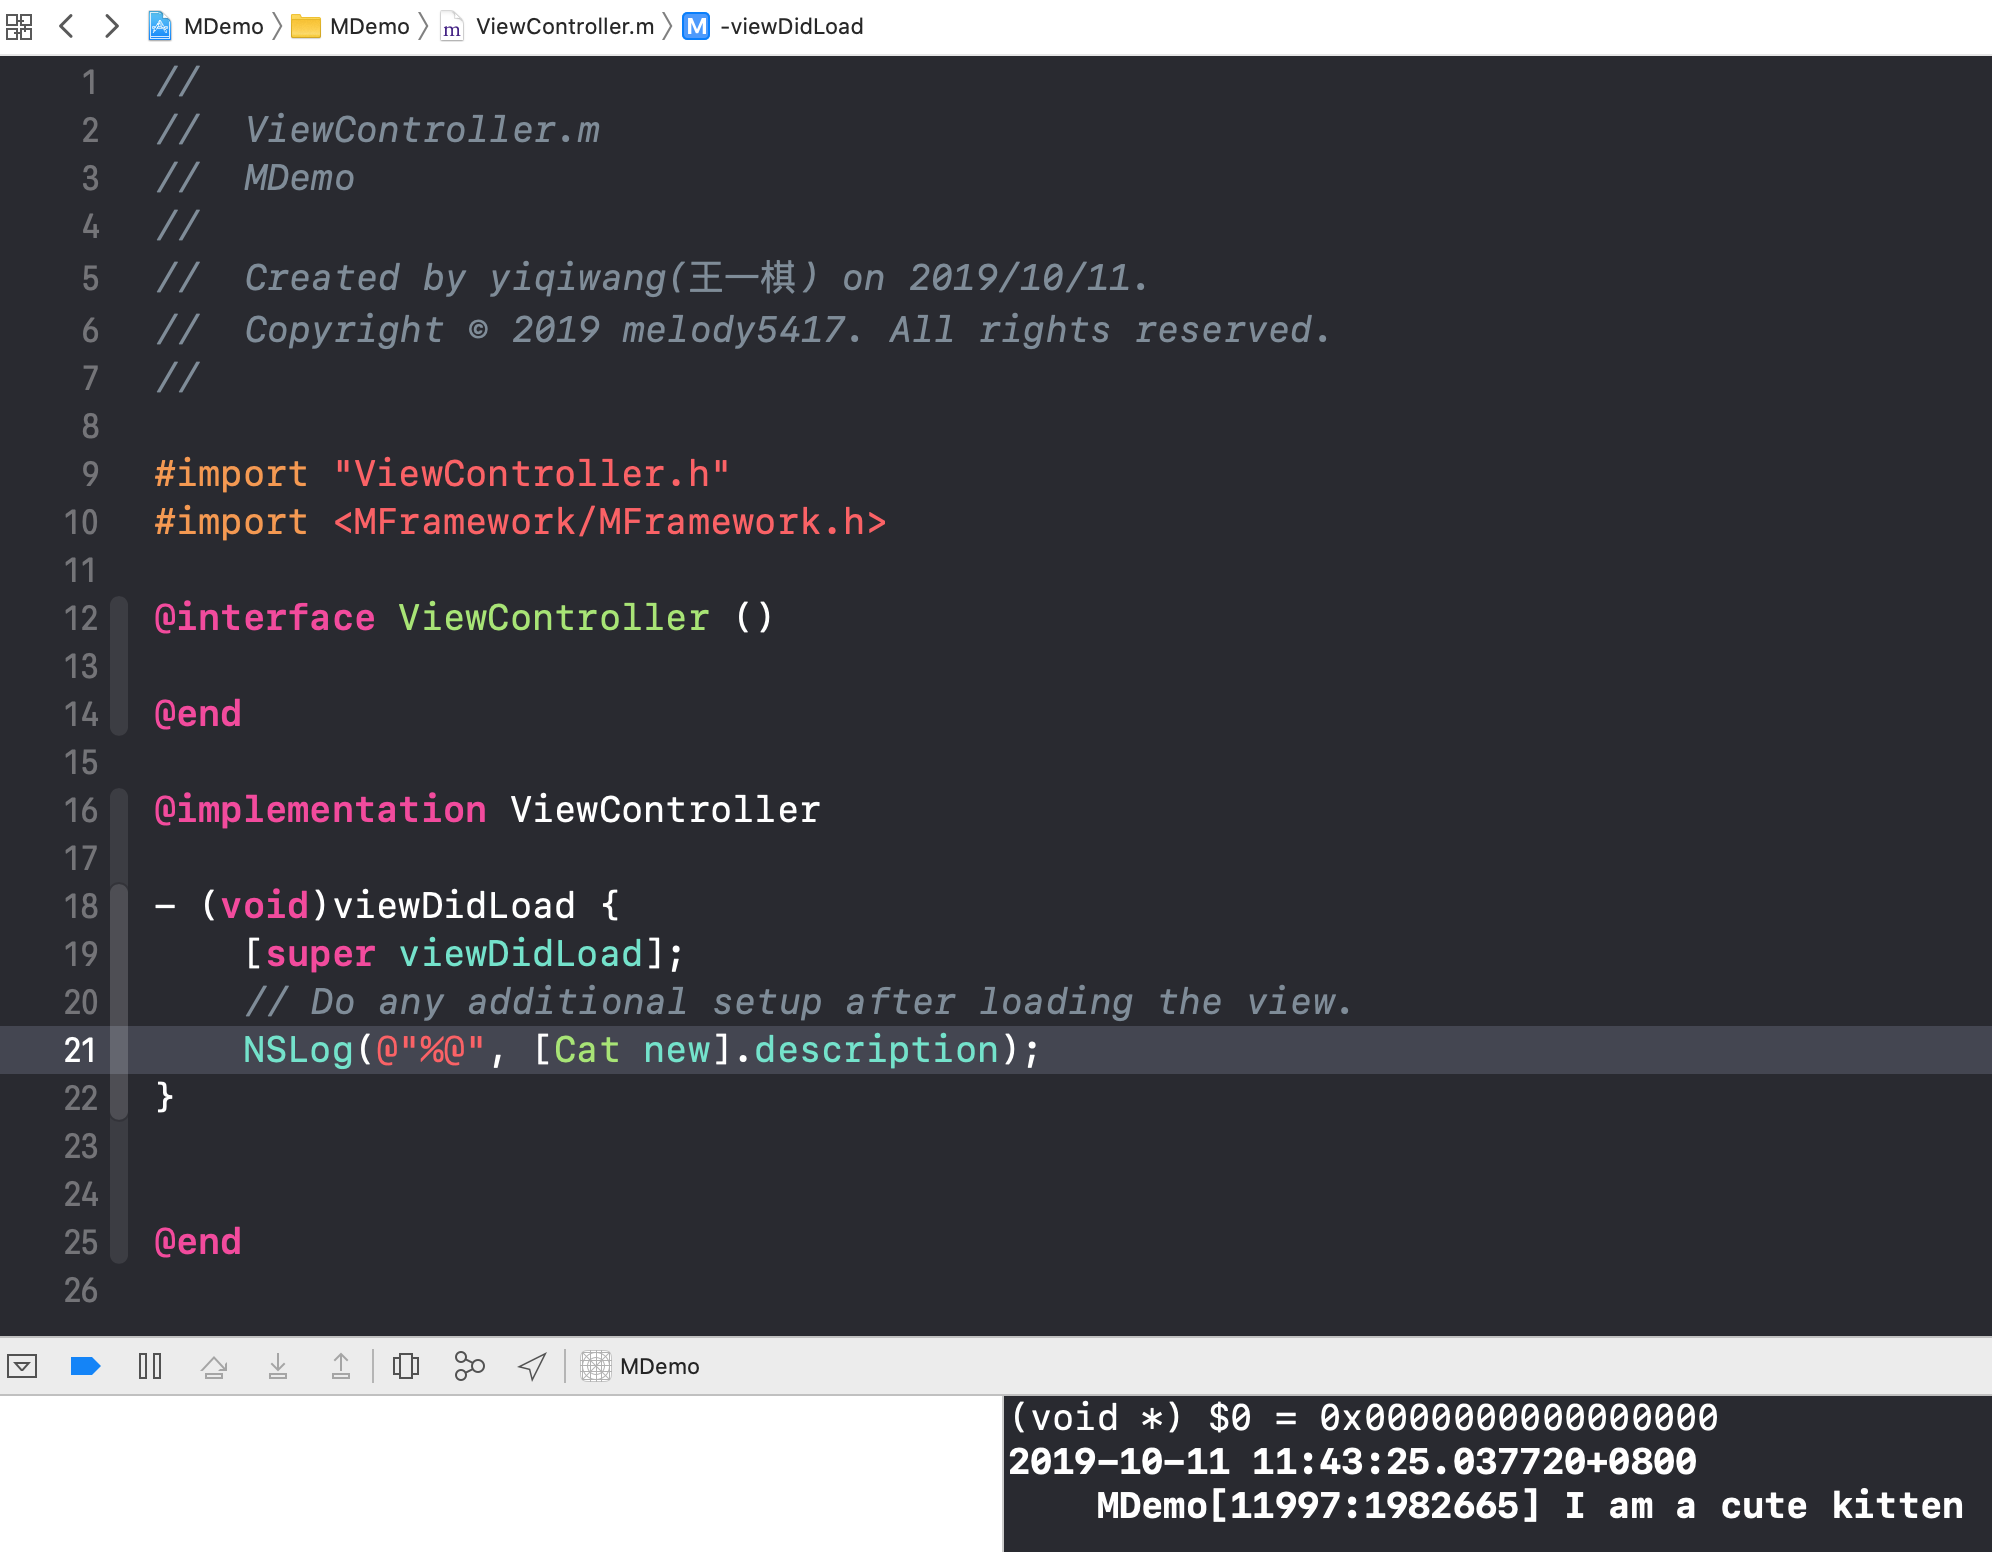 MDemo 〉 MDemo 〉 m ViewController.m 〉 M -viewDidLoad
1 //
2 //  ViewController.m
3 //  MDemo
4 //
5 //  Created by yiqiwang(王一棋) on 2019/10/11.
6 //  Copyright © 2019 melody5417. All rights reserved.
7 //
8
9 #import "ViewController.h"
10 #import <MFramework/MFramework.h>
11
12 @interface ViewController ()
13
14 @end
15
16 @implementation ViewController
17
18 - (void)viewDidLoad {
19     [super viewDidLoad];
20     // Do any additional setup after loading the view.
21     NSLog(@"%@", [Cat new].description);
22 }
23
24
25 @end
26
MDemo
(void *) $0 = 0x0000000000000000
2019-10-11 11:43:25.037720+0800
MDemo[11997:1982665] I am a cute kitten